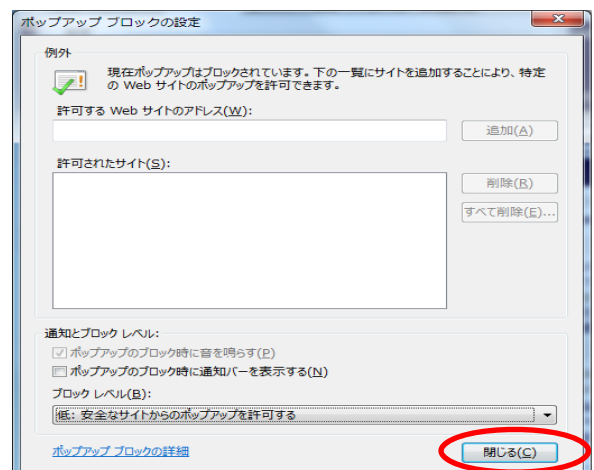 ポップアップ ブロックの設定
例外
現在ポップアップはブロックされています。下の一覧にサイトを追加することにより、特定
の Web サイトのポップアップを許可できます。
許可する Web サイトのアドレス(W):
追加(A)
許可されたサイト(S):
削除(R)
すべて削除(E)...
通知とブロック レベル:
ポップアップのブロック時に音を鳴らす(P)
ポップアップのブロック時に通知バーを表示する(N)
ブロック レベル(B):
低: 安全なサイトからのポップアップを許可する
ポップアップ ブロックの詳細
閉じる(C)